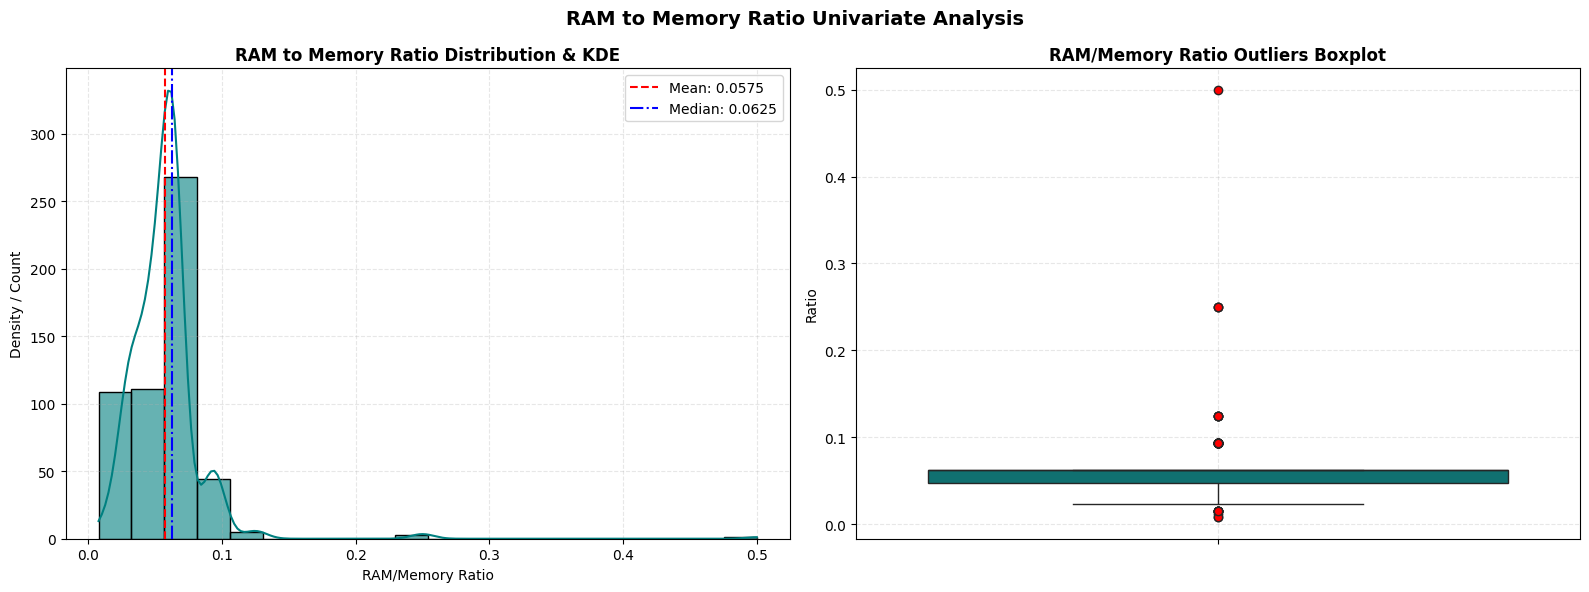 RAM to Memory Ratio Univariate Analysis
RAM to Memory Ratio Distribution & KDE
Mean: 0.0575
Median: 0.0625
Density / Count
300
250
200
150
100
50
0
0.0 0.1 0.2 0.3 0.4 0.5
RAM/Memory Ratio
RAM/Memory Ratio Outliers Boxplot
Ratio
0.5
0.4
0.3
0.2
0.1
0.0